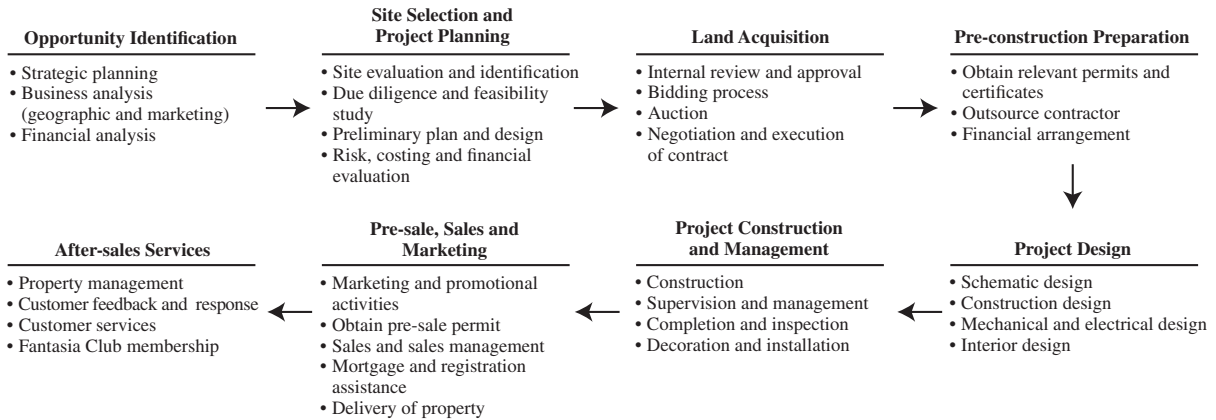 Opportunity Identification
• Strategic planning
• Business analysis
(geographic and marketing)
• Financial analysis
Site Selection and
Project Planning
• Site evaluation and identification
• Due diligence and feasibility
study
• Preliminary plan and design
• Risk, costing and financial
evaluation
Land Acquisition
• Internal review and approval
• Bidding process
• Auction
• Negotiation and execution
of contract
Pre-construction Preparation
• Obtain relevant permits and
certificates
• Outsource contractor
• Financial arrangement
Project Design
• Schematic design
• Construction design
• Mechanical and electrical design
• Interior design
Project Construction
and Management
• Construction
• Supervision and management
• Completion and inspection
• Decoration and installation
Pre-sale, Sales and
Marketing
• Marketing and promotional
activities
• Obtain pre-sale permit
• Sales and sales management
• Mortgage and registration
assistance
• Delivery of property
After-sales Services
• Property management
• Customer feedback and response
• Customer services
• Fantasia Club membership